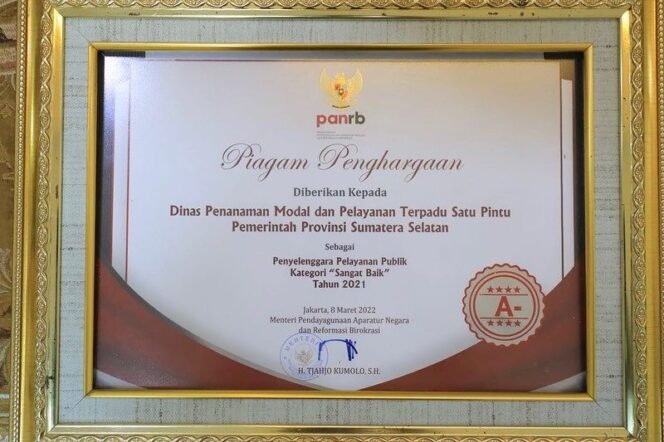 panrb
Piagam Penghargaan
Diberikan Kepada
Dinas Penanaman Modal dan Pelayanan Terpadu Satu Pintu
Pemerintah Provinsi Sumatera Selatan
Sebagai
Penyelenggara Pelayanan Publik
Kategori “Sangat Baik”
Tahun 2021
A-
Jakarta, 8 Maret 2022
Menteri Pendayagunaan Aparatur Negara
dan Reformasi Birokrasi
MENTERI
H. TJAHJO KUMOLO, S.H.